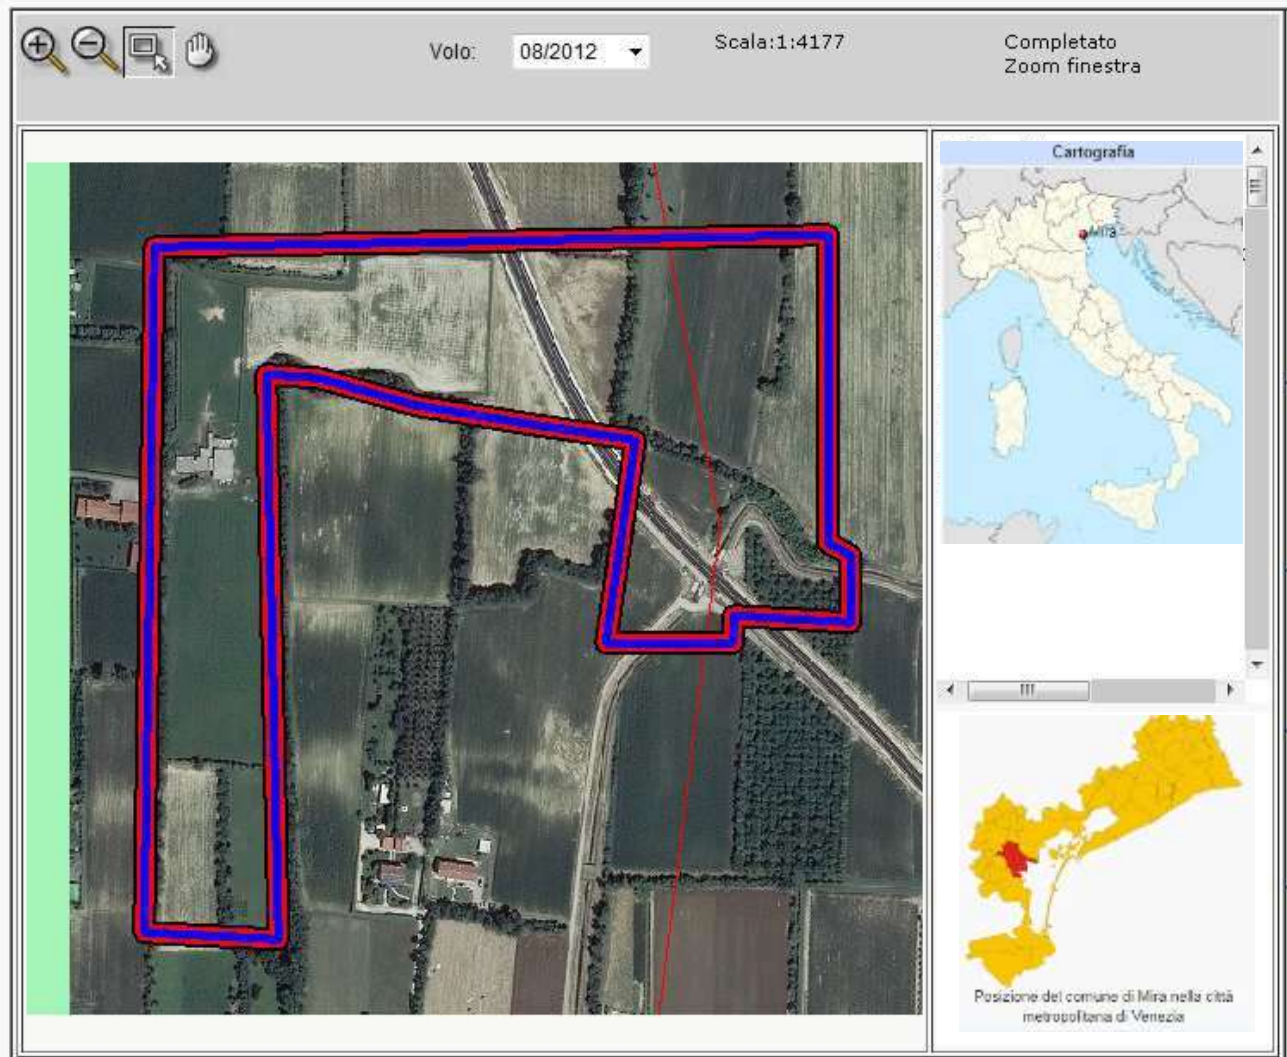 Volo: 08/2012
Scala:1:4177
Completato
Zoom finestra
Cartografia
Mira
Posizione del comune di Mira nella città
metropolitana di Venezia